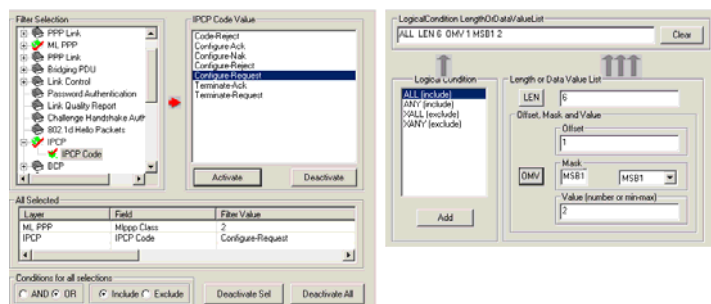 Filter Selection
PPP Link
ML PPP
PPP Link
Bridging PDU
Link Control
Password Authentication
Link Quality Report
Challenge Handshake Auth
802.1d Hello Packets
IPCP
IPCP Code
BCP
IPCP Code Value
Code-Reject
Configure-Ack
Configure-Nak
Configure-Reject
Configure-Request
Terminate-Ack
Terminate-Request
Activate
Deactivate
All Selected
Layer Field Filter Value
ML PPP Mlppp Class 2
IPCP IPCP Code Configure-Request
Conditions for all selections
AND OR
Include Exclude
Deactivate Sel
Deactivate All
LogicalCondition LengthOrDataValueList
ALL LEN 6 OMV 1 MSB1 2
Clear
Logical Condition
ALL (include)
ANY (include)
XALL (exclude)
XANY (exclude)
Add
Length or Data Value List
LEN
6
Offset, Mask and Value
Offset
1
OMV
Mask
MSB1
MSB1
Value (number or min-max)
2